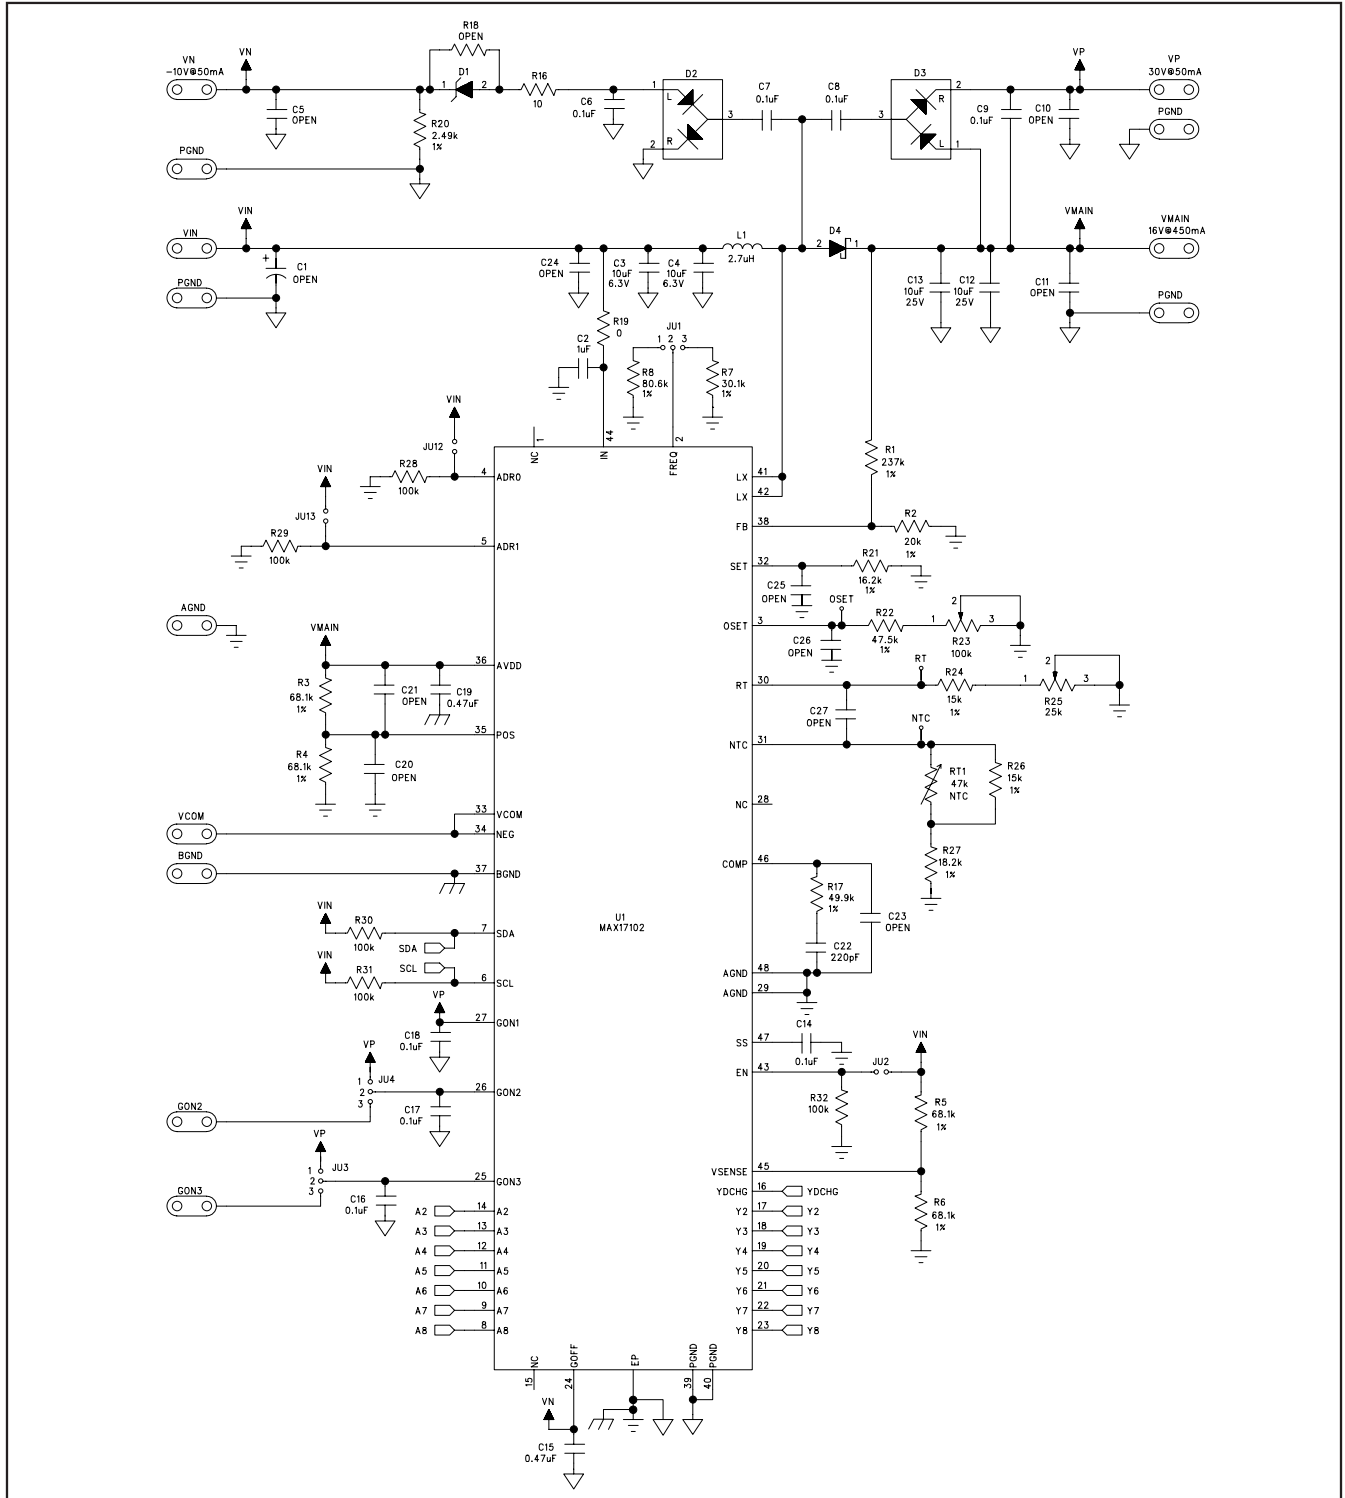 R18
OPEN
VN
-10V@50mA
VN
1
D1
2
R16
10
C5
OPEN
R20
2.49k
1%
C6
0.1uF
D2
1
L
R
2
3
C7
0.1uF
C8
0.1uF
D3
3
R
L
2
1
C9
0.1uF
C10
OPEN
VP
VP
30V@50mA
PGND
PGND
VIN
VIN
L1
2.7uH
2
D4
1
VMAIN
VMAIN
16V@450mA
C1
+
OPEN
PGND
C24
OPEN
C3
10uF
6.3V
C4
10uF
6.3V
C13
10uF
25V
C12
10uF
25V
C11
OPEN
PGND
R19
0
C2
1uF
JU1
1 2 3
R8
80.6k
1%
R7
30.1k
1%
VIN
JU12
R28
100k
4
ADR0
VIN
JU13
R29
100k
5
ADR1
1
NC
44
IN
2
FREQ
LX
41
LX
42
FB
38
R1
237k
1%
R2
20k
1%
SET
32
C25
OPEN
R21
16.2k
1%
OSET
OSET
3
C26
OPEN
R22
47.5k
1%
1
2
3
R23
100k
AGND
VMAIN
R3
68.1k
1%
C21
OPEN
C19
0.47uF
36
AVDD
35
POS
R4
68.1k
1%
C20
OPEN
RT
RT
30
C27
OPEN
R24
15k
1%
1
2
3
R25
25k
NTC
NTC
31
RT1
47k
NTC
R26
15k
1%
R27
18.2k
1%
NC
28
VCOM
33
VCOM
34
NEG
BGND
37
BGND
COMP
46
R17
49.9k
1%
C23
OPEN
C22
220pF
U1
MAX17102
VIN
R30
100k
7
SDA
SDA
VIN
R31
100k
SCL
6
SCL
AGND
48
AGND
29
VP
27
GON1
C18
0.1uF
SS
47
C14
0.1uF
EN
43
R32
100k
JU2
VIN
R5
68.1k
1%
VP
1
2
3
JU4
26
GON2
C17
0.1uF
GON2
VP
1
2
3
JU3
25
GON3
C16
0.1uF
GON3
VSENSE
45
R6
68.1k
1%
YDCHG
16
YDCHG
A2
14
A2
Y2
17
Y2
A3
13
A3
Y3
18
Y3
A4
12
A4
Y4
19
Y4
A5
11
A5
Y5
20
Y5
A6
10
A6
Y6
21
Y6
A7
9
A7
Y7
22
Y7
A8
8
A8
Y8
23
Y8
NC
15
GOFF
24
EP
PGND
39
PGND
40
VN
C15
0.47uF